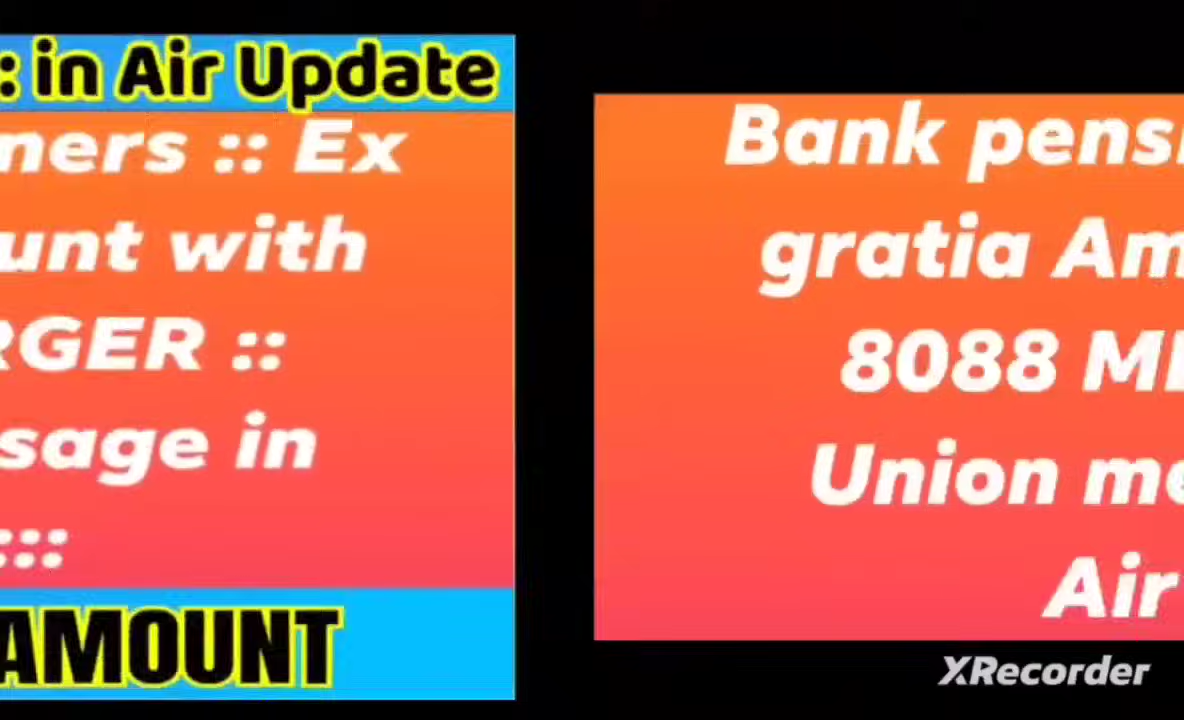 : in Air Update
ners :: Ex
unt with
RGER ::
sage in
:::
AMOUNT
Bank pens
gratia Am
8088 M
Union me
Air
XRecorder